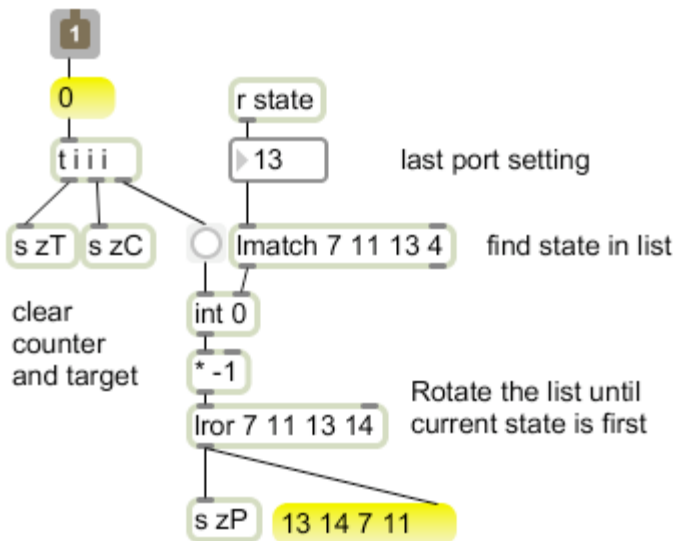 1
0
r state
t i i i
13
last port setting
s zT
s zC
lmatch 7 11 13 4
find state in list
clear
counter
and target
int 0
* -1
lror 7 11 13 14
Rotate the list until
current state is first
s zP
13 14 7 11